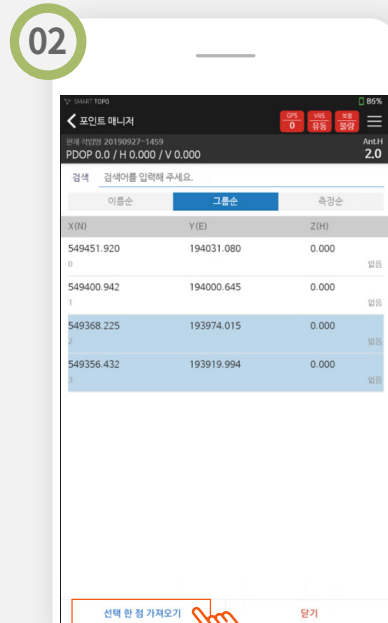 02
SMART TOPO 86%
포인트 매니저 GPS 0 VRS 유동 보정 불량
현재 작업명 20190927-1459 Ant.H
PDOP 0.0 / H 0.000 / V 0.000 2.0
검색 검색어를 입력해 주세요.
이름순 그룹순 측정순
X(N) Y(E) Z(H)
549451.920 194031.080 0.000
0 없음
549400.942 194000.645 0.000
1 없음
549368.225 193974.015 0.000
2 없음
549356.432 193919.994 0.000
3 없음
선택 한 점 가져오기 닫기